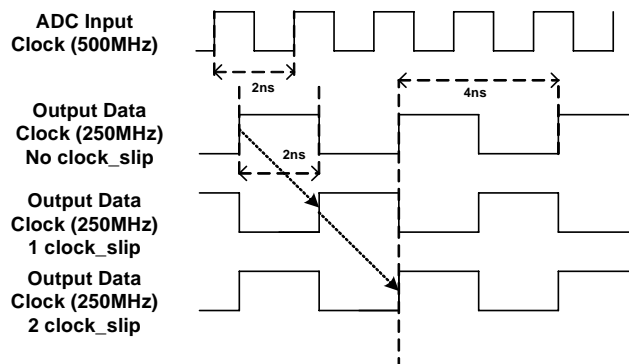 ADC Input
Clock (500MHz)
2ns
4ns
Output Data
Clock (250MHz)
No clock_slip
2ns
Output Data
Clock (250MHz)
1 clock_slip
Output Data
Clock (250MHz)
2 clock_slip